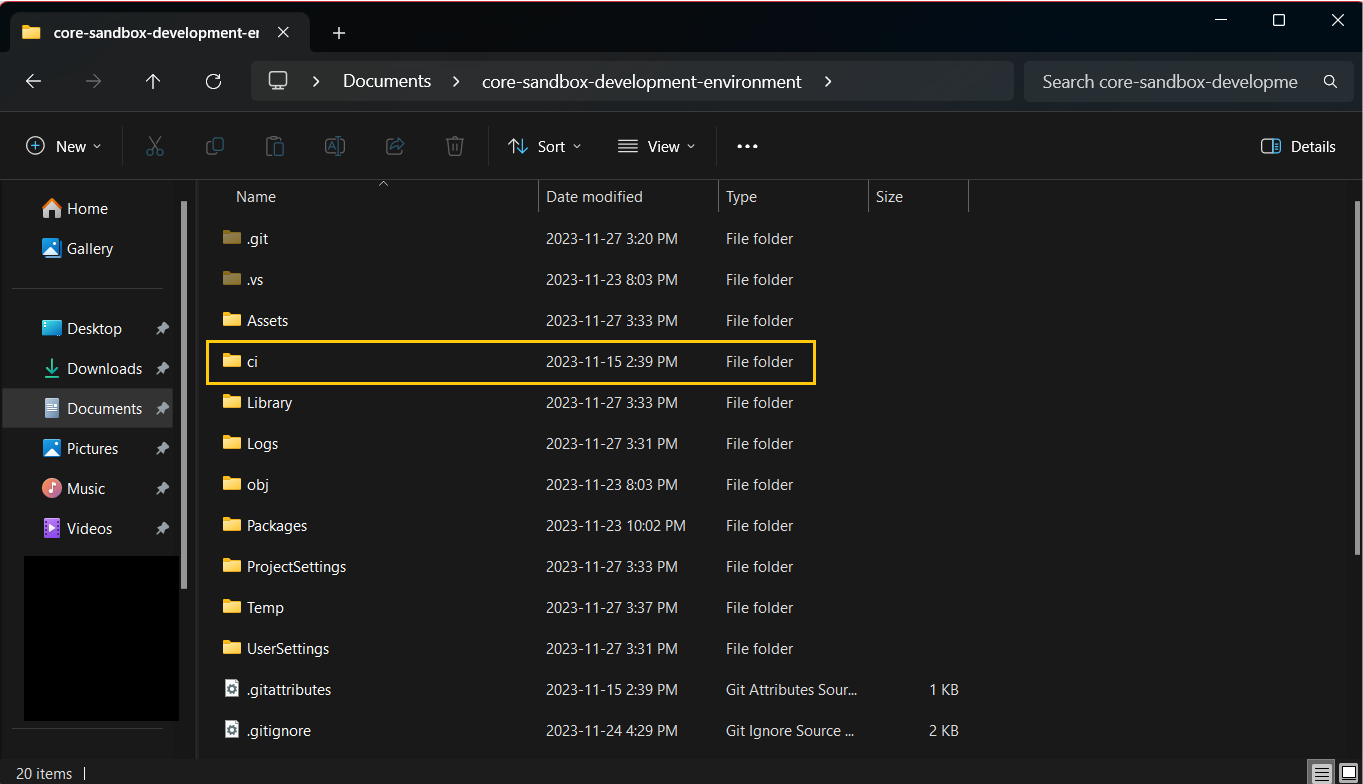 core-sandbox-development-er
Documents core-sandbox-development-environment Search core-sandbox-developme
New Sort View ••• Details
Home
Gallery
Desktop
Downloads
Documents
Pictures
Music
Videos
Name Date modified Type Size
.git 2023-11-27 3:20 PM File folder
.vs 2023-11-23 8:03 PM File folder
Assets 2023-11-27 3:33 PM File folder
ci 2023-11-15 2:39 PM File folder
Library 2023-11-27 3:33 PM File folder
Logs 2023-11-27 3:31 PM File folder
obj 2023-11-23 8:03 PM File folder
Packages 2023-11-23 10:02 PM File folder
ProjectSettings 2023-11-27 3:33 PM File folder
Temp 2023-11-27 3:37 PM File folder
UserSettings 2023-11-27 3:31 PM File folder
.gitattributes 2023-11-15 2:39 PM Git Attributes Sour... 1 KB
.gitignore 2023-11-24 4:29 PM Git Ignore Source ... 2 KB
20 items